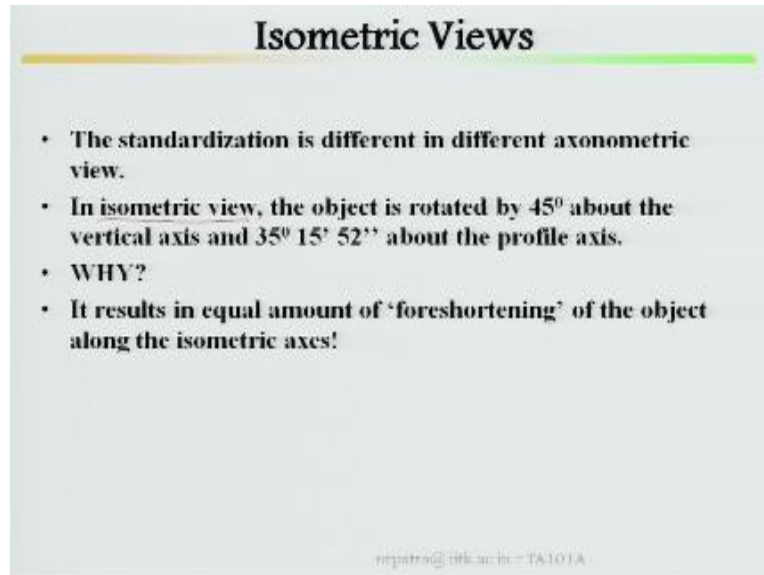 Isometric Views
• The standardization is different in different axonometric
view.
• In isometric view, the object is rotated by 45⁰ about the
vertical axis and 35⁰ 15’ 52’’ about the profile axis.
• WHY?
• It results in equal amount of ‘foreshortening’ of the object
along the isometric axes!
TA101A